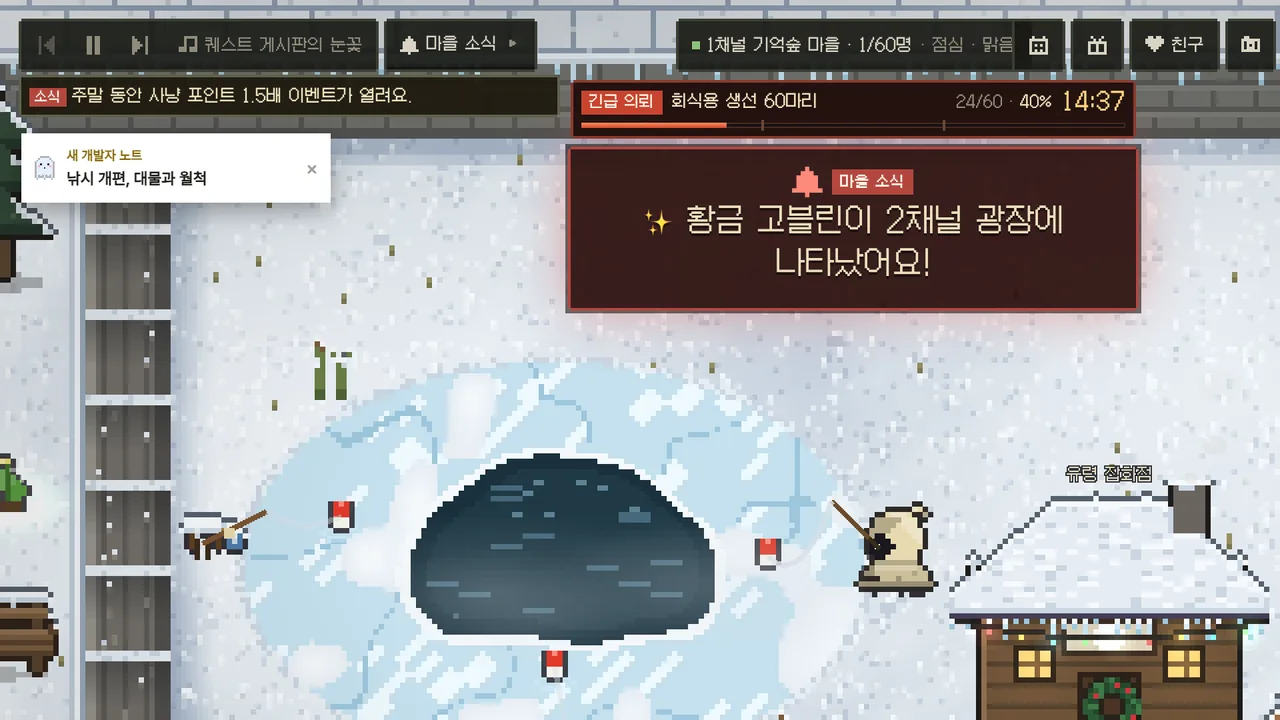 퀘스트 게시판의 눈꽃
마을 소식
1채널 기억숲 마을 · 1/60명 · 점심 · 맑음
친구
소식 주말 동안 사냥 포인트 1.5배 이벤트가 열려요.
긴급 의뢰 회식용 생선 60마리 24/60 · 40% 14:37
새 개발자 노트
낚시 개편, 대물과 월척
마을 소식
✨ 황금 고블린이 2채널 광장에
나타났어요!
유령 잡화점